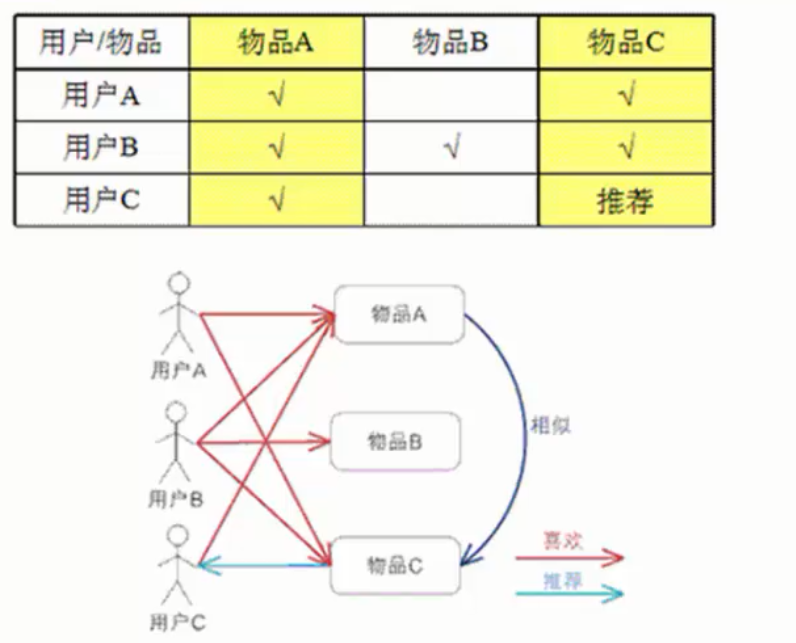 用户/物品 物品A 物品B 物品C
用户A √ √
用户B √ √ √
用户C √ 推荐
物品A
用户A
相似
物品B
用户B
喜欢
物品C
推荐
用户C